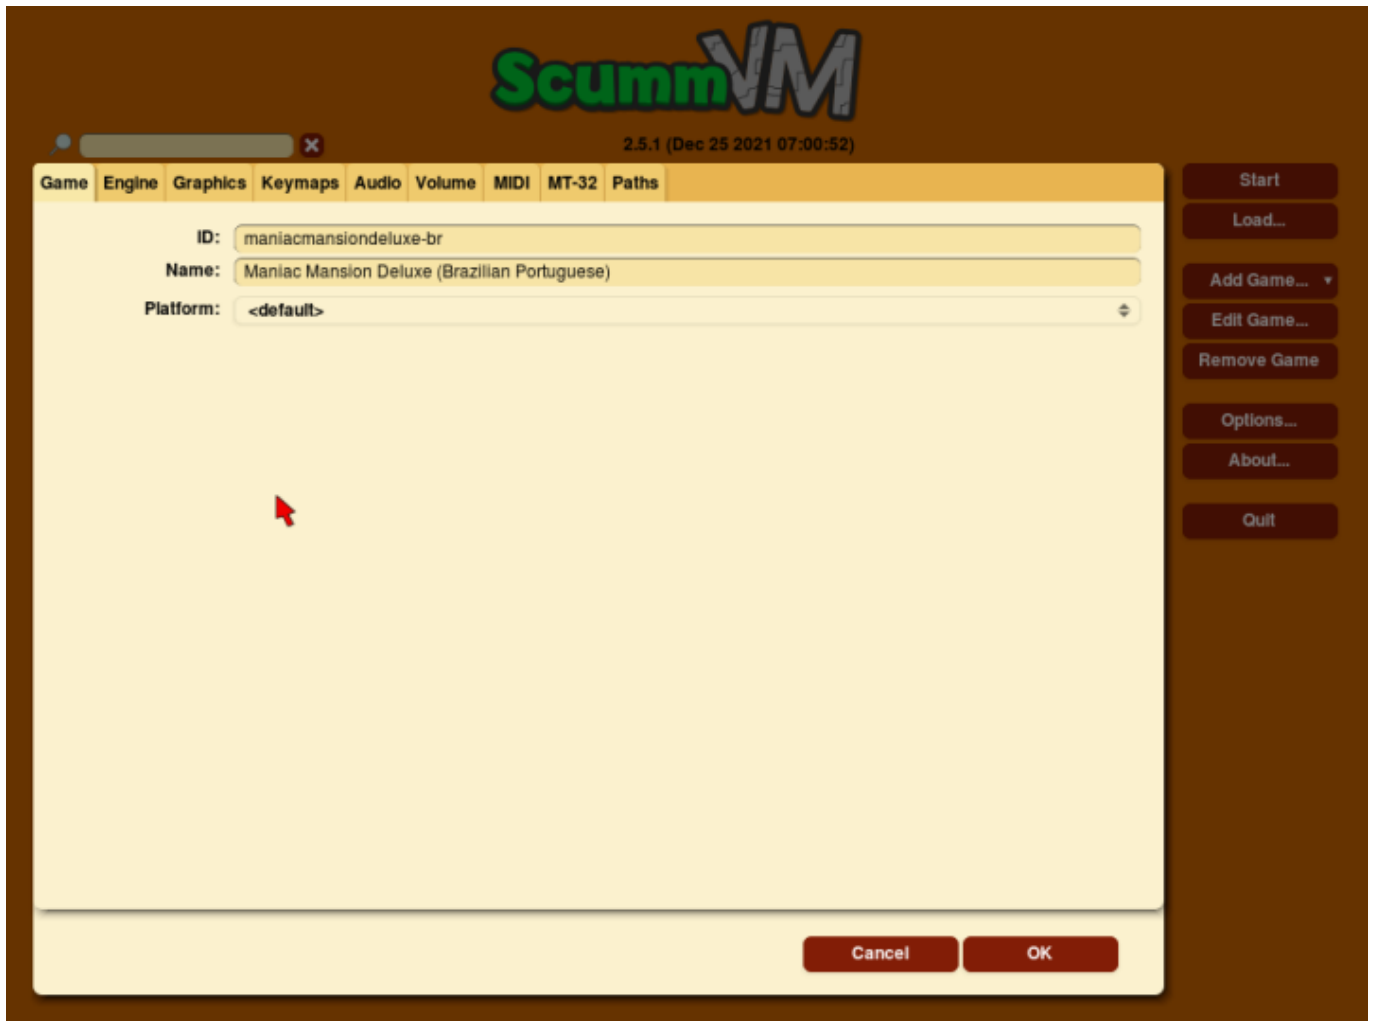 ScummVM
2.5.1 (Dec 25 2021 07:00:52)
Game Engine Graphics Keymaps Audio Volume MIDI MT-32 Paths
ID: maniacmansiondeluxe-br
Name: Maniac Mansion Deluxe (Brazilian Portuguese)
Platform: <default>
Cancel OK
Start
Load...
Add Game...
Edit Game...
Remove Game
Options...
About...
Quit